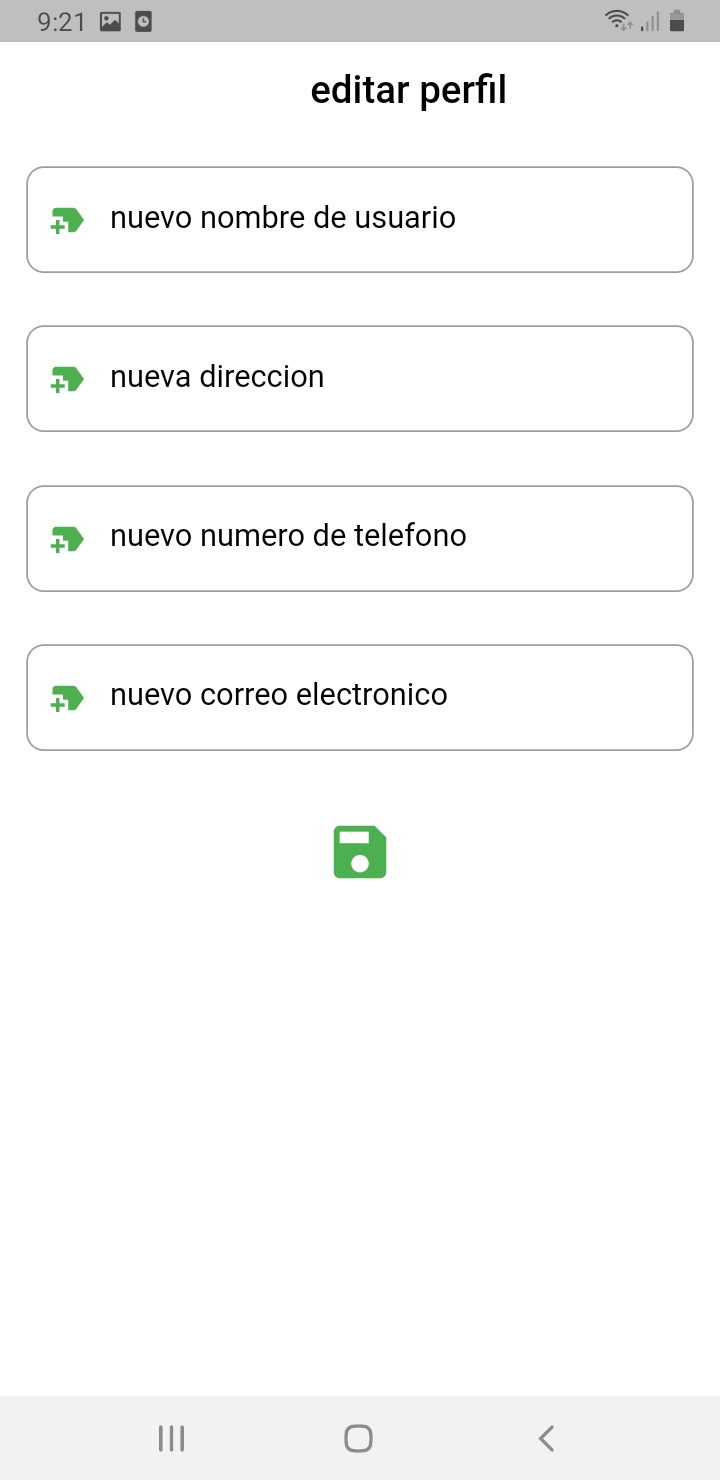 9:21
editar perfil
nuevo nombre de usuario
nueva direccion
nuevo numero de telefono
nuevo correo electronico